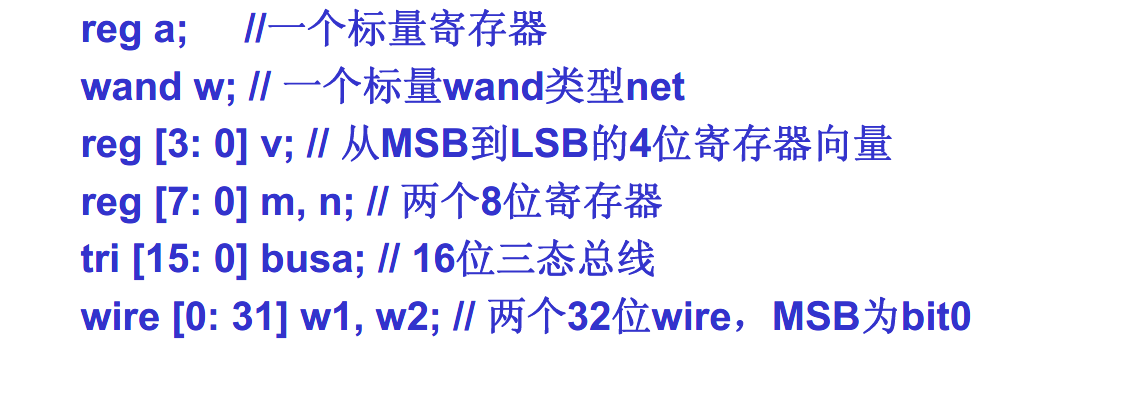 reg a; //一个标量寄存器
wand w; // 一个标量wand类型net
reg [3: 0] v; // 从MSB到LSB的4位寄存器向量
reg [7: 0] m, n; // 两个8位寄存器
tri [15: 0] busa; // 16位三态总线
wire [0: 31] w1, w2; // 两个32位wire，MSB为bit0